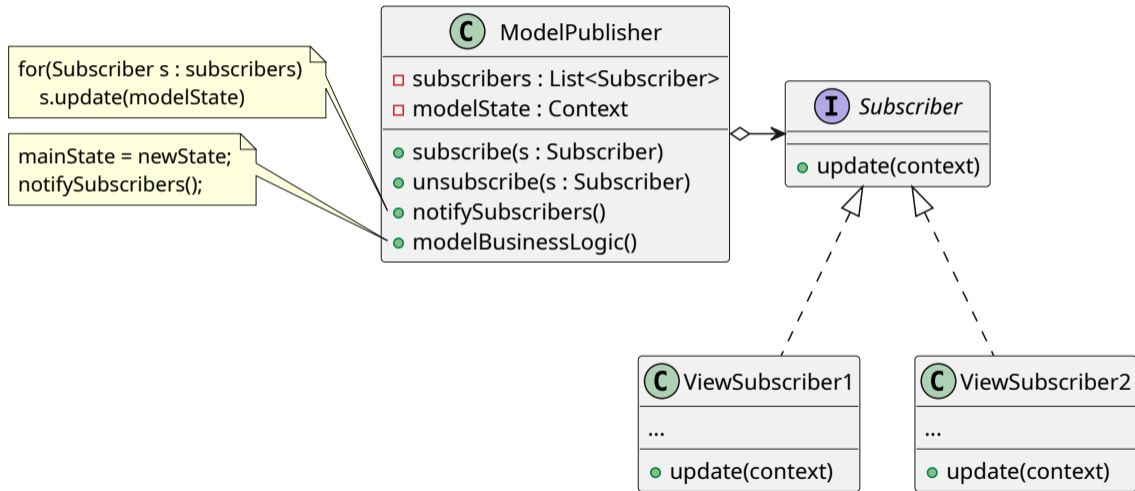 for(Subscriber s : subscribers)
s.update(modelState)
mainState = newState;
notifySubscribers();
C ModelPublisher
subscribers : List<Subscriber>
modelState : Context
subscribe(s : Subscriber)
unsubscribe(s : Subscriber)
notifySubscribers()
modelBusinessLogic()
I Subscriber
update(context)
C ViewSubscriber1
...
update(context)
C ViewSubscriber2
...
update(context)